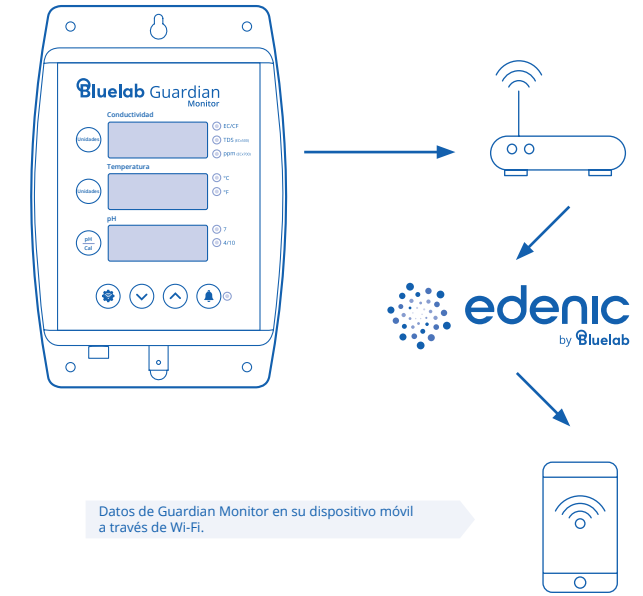 Bluelab Guardian
Monitor
Conductividad
Unidades
EC/CF
TDS
ppm
Temperatura
Unidades
°C
°F
pH
pH
Cal
7
4/10
edenic
by Bluelab
Datos de Guardian Monitor en su dispositivo móvil
a través de Wi-Fi.